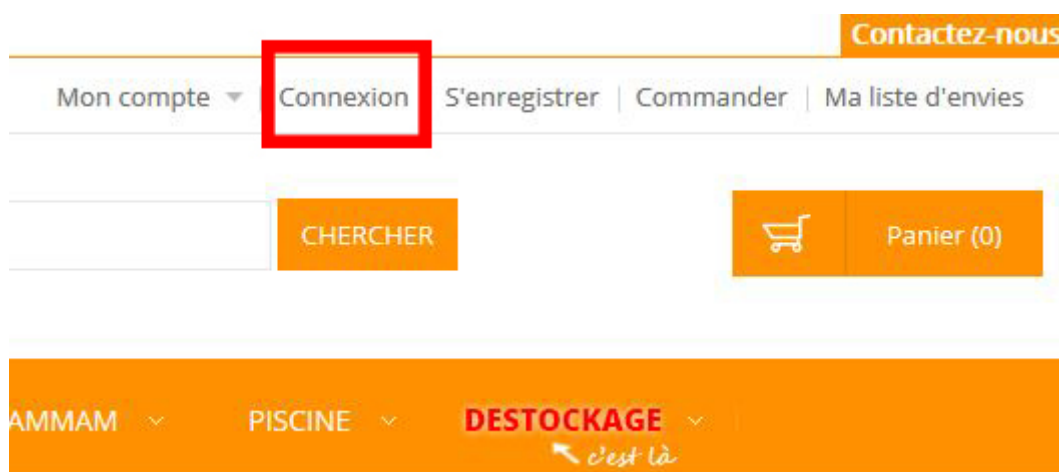 Contactez-nous
Mon compte | Connexion S'enregistrer | Commander | Ma liste d'envies
CHERCHER
Panier (0)
AMMAM PISCINE DESTOCKAGE
c'est là